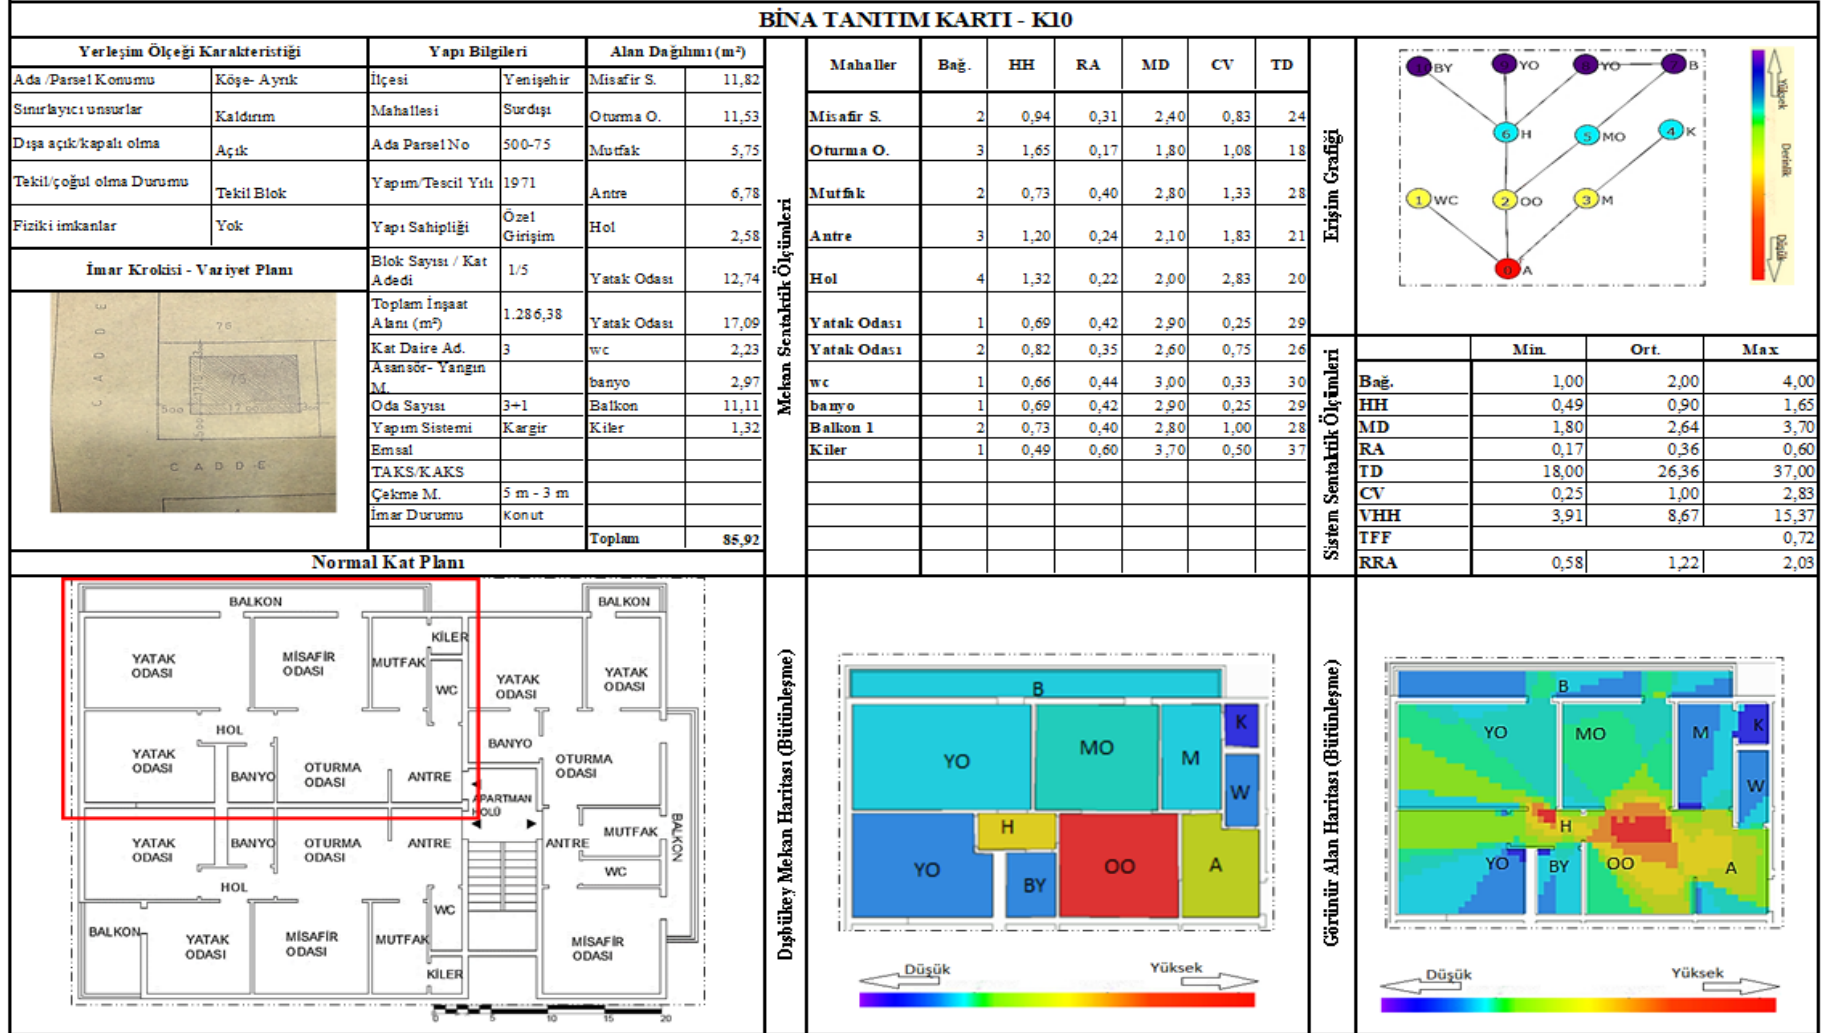 BİNA TANITIM KARTI - K10
Yerleşim Ölçeği Karakteristiği
Ada /Parsel Konumu Köşe- Ayrık
Sınırlayıcı unsurlar Kaldırım
Dışa açık/kapalı olma Açık
Tekil/çoğul olma Durumu Tekil Blok
Fiziki imkanlar Yok
İmar Krokisi - Vaziyet Planı
CADDE
76
75
500
17 00
CADDE
Yapı Bilgileri
İlçesi Yenişehir
Mahallesi Surdışı
Ada Parsel No 500-75
Yapım/Tescil Yılı 1971
Yapı Sahipliği Özel
Girişim
Blok Sayısı / Kat
Adedi 1/5
Toplam İnşaat
Alanı (m²) 1.286,38
Kat Daire Ad. 3
Asansör- Yangın
M.
Oda Sayısı 3+1
Yapım Sistemi Kargir
Emsal
TAKS/KAKS
Çekme M. 5 m - 3 m
İmar Durumu Konut
Alan Dağılımı (m²)
Misafir S. 11,82
Oturma O. 11,53
Mutfak 5,75
Antre 6,78
Hol 2,58
Yatak Odası 12,74
Yatak Odası 17,09
wc 2,23
banyo 2,97
Balkon 11,11
Kiler 1,32
Toplam 85,92
Mekan Sentaktik Ölçümleri
Mahaller Bağ. HH RA MD CV TD
Misafir S. 2 0,94 0,31 2,40 0,83 24
Oturma O. 3 1,65 0,17 1,80 1,08 18
Mutfak 2 0,73 0,40 2,80 1,33 28
Antre 3 1,20 0,24 2,10 1,83 21
Hol 4 1,32 0,22 2,00 2,83 20
Yatak Odası 1 0,69 0,42 2,90 0,25 29
Yatak Odası 2 0,82 0,35 2,60 0,75 26
wc 1 0,66 0,44 3,00 0,33 30
banyo 1 0,69 0,42 2,90 0,25 29
Balkon 1 2 0,73 0,40 2,80 1,00 28
Kiler 1 0,49 0,60 3,70 0,50 37
Erişim Grafiği
10 BY 9 YO 8 YO 7 B
6 H 5 MO 4 K
1 WC 2 OO 3 M
0 A
Yüksek
Derinlik
Düşük
Sistem Sentaktik Ölçümleri
Min. Ort. Max
Bağ. 1,00 2,00 4,00
HH 0,49 0,90 1,65
MD 1,80 2,64 3,70
RA 0,17 0,36 0,60
TD 18,00 26,36 37,00
CV 0,25 1,00 2,83
VHH 3,91 8,67 15,37
TFF 0,72
RRA 0,58 1,22 2,03
Normal Kat Planı
BALKON
BALKON
KİLER
YATAK
ODASI
MİSAFİR
ODASI
MUTFAK
WC
YATAK
ODASI
YATAK
ODASI
HOL
BANYO
YATAK
ODASI
BANYO
OTURMA
ODASI
ANTRE
OTURMA
ODASI
APARTMAN
HOLÜ
YATAK
ODASI
BANYO
OTURMA
ODASI
ANTRE
ANTRE
MUTFAK
BALKON
WC
HOL
WC
BALKON
YATAK
ODASI
MİSAFİR
ODASI
MUTFAK
MİSAFİR
ODASI
KİLER
0 5 10 15 20
Dışbükey Mekan Haritası (Bütünleşme)
B
YO MO M K
W
H
YO BY OO A
Düşük Yüksek
Görünür Alan Haritası (Bütünleşme)
B
YO MO M K
W
H
YO BY OO A
Düşük Yüksek